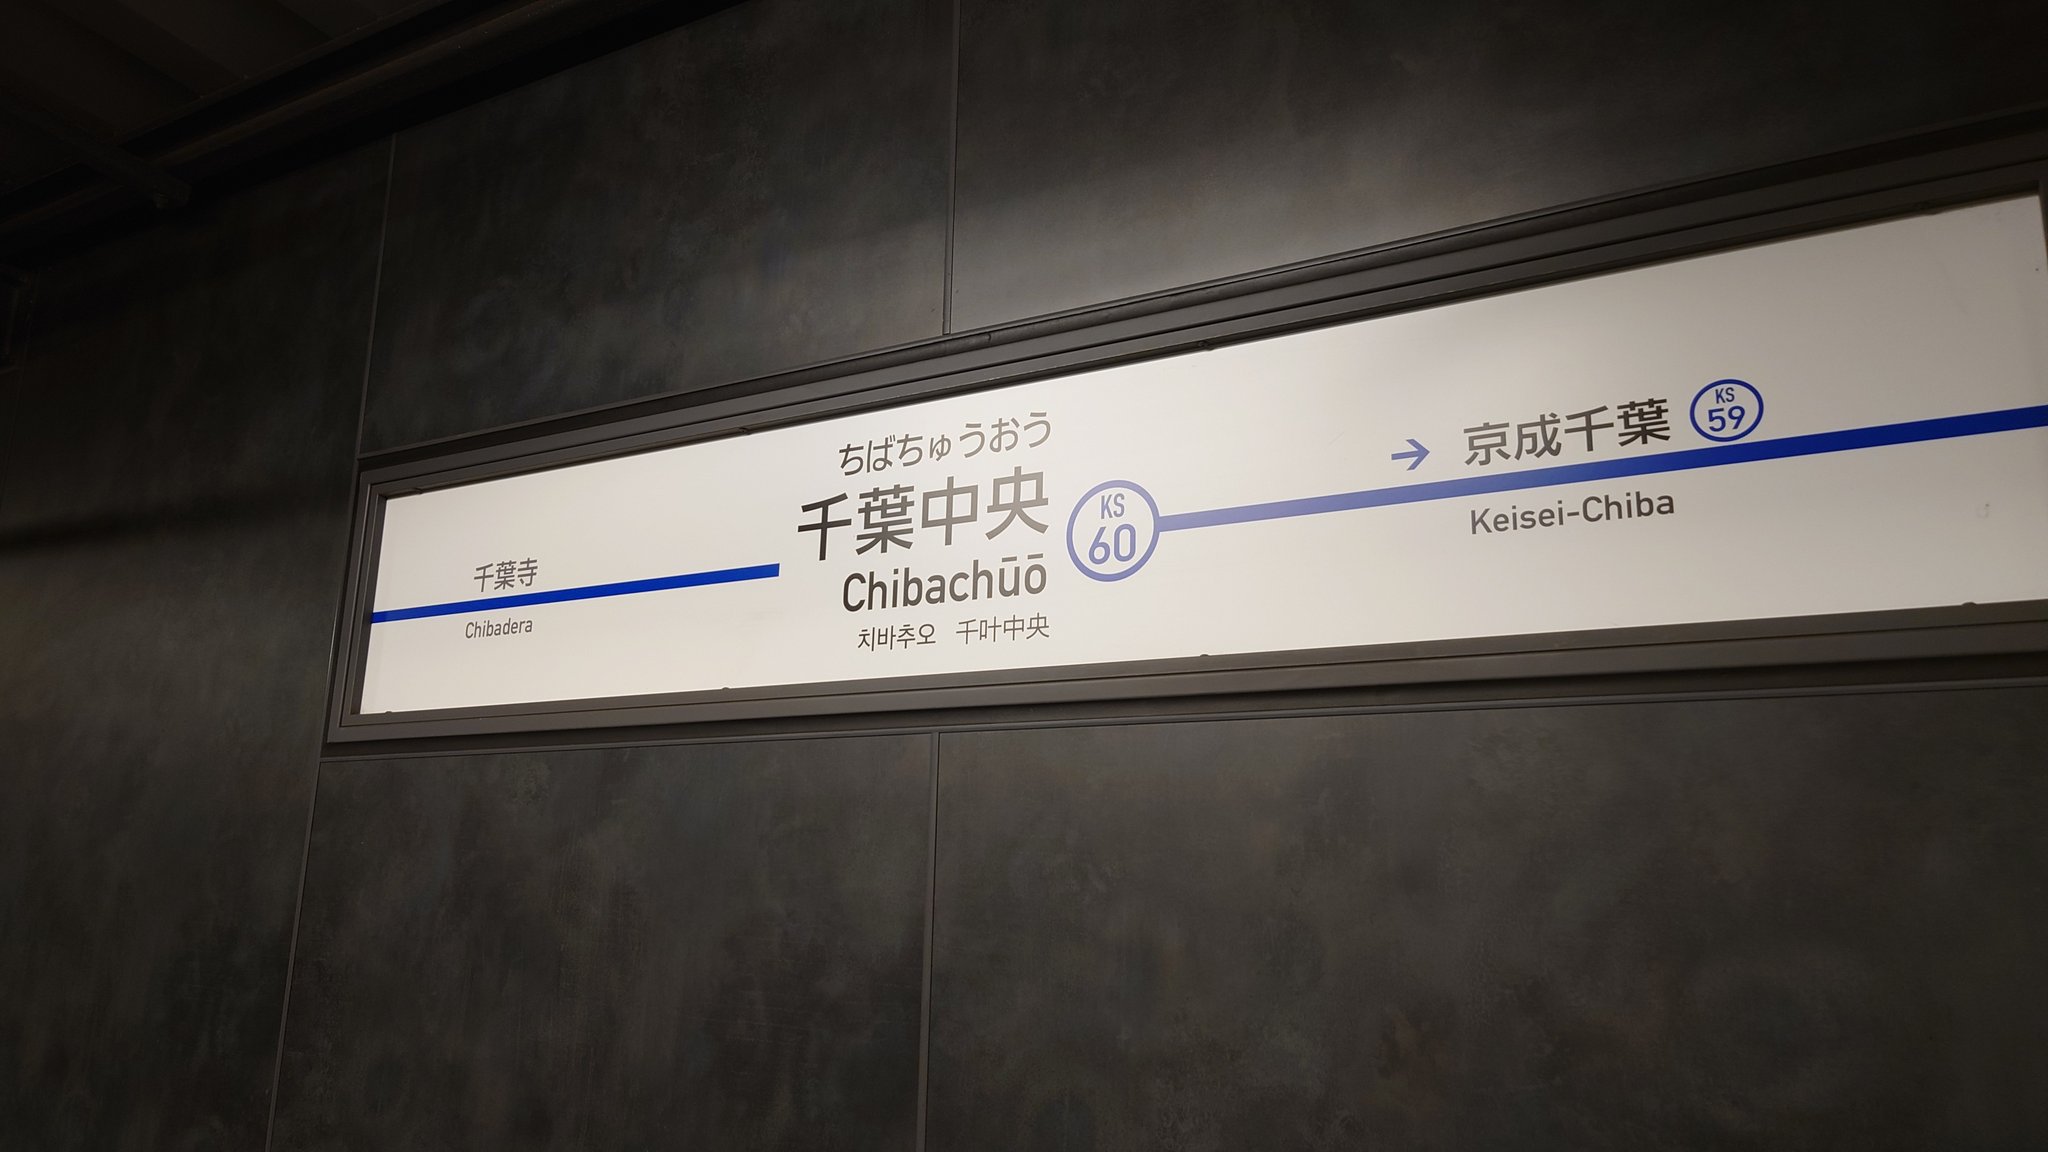 千葉寺
Chibadera
ちばちゅうおう
千葉中央
Chibachūō
치바추오 千叶中央
KS
60
→ 京成千葉
KS
59
Keisei-Chiba